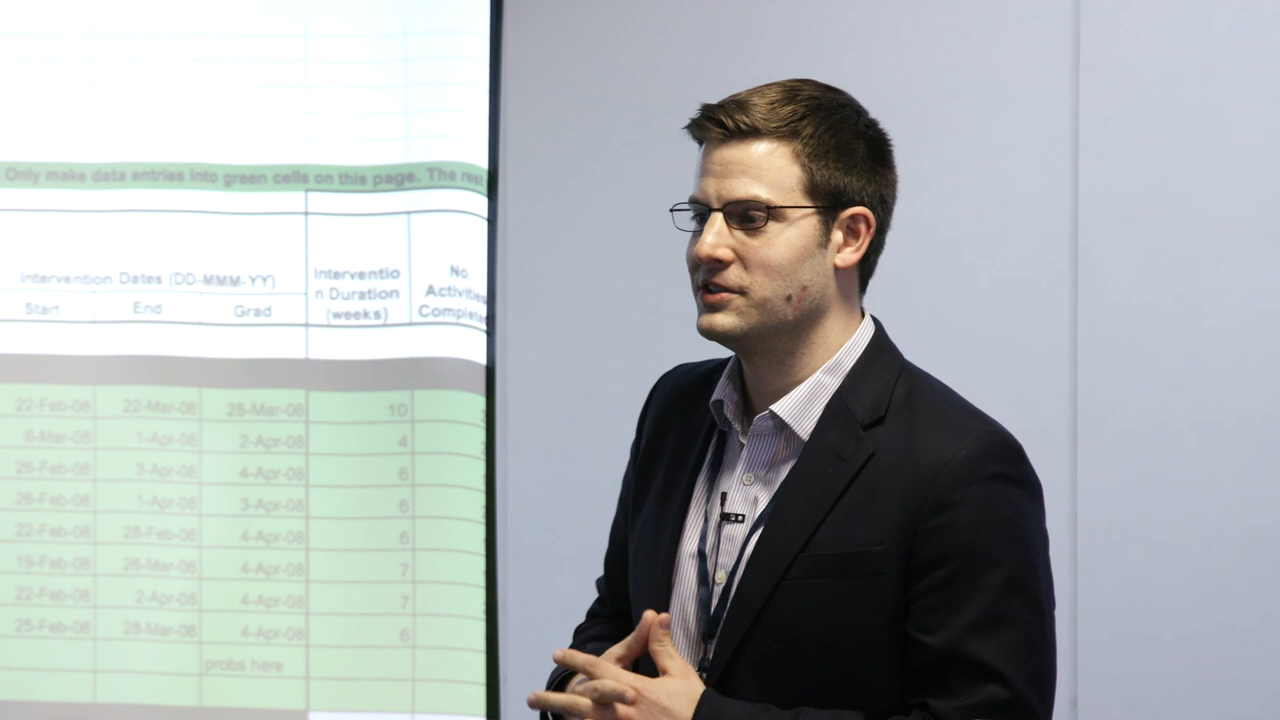 Only make data entries into green cells on this page. The rest
Intervention Dates (DD-MMM-YY)
Interventio
n Duration
(weeks)
No.
Activities
Complete
Start End Grad
22-Feb-08 22-Mar-08 28-Mar-08 10
6-Mar-08 1-Apr-08 2-Apr-08 4
26-Feb-08 3-Apr-08 4-Apr-08 6
26-Feb-08 1-Apr-08 3-Apr-08 6
22-Feb-08 26-Feb-08 4-Apr-08 6
19-Feb-08 26-Mar-08 4-Apr-08 7
22-Feb-08 2-Apr-08 4-Apr-08 7
25-Feb-08 28-Mar-08 4-Apr-08 6
probs here